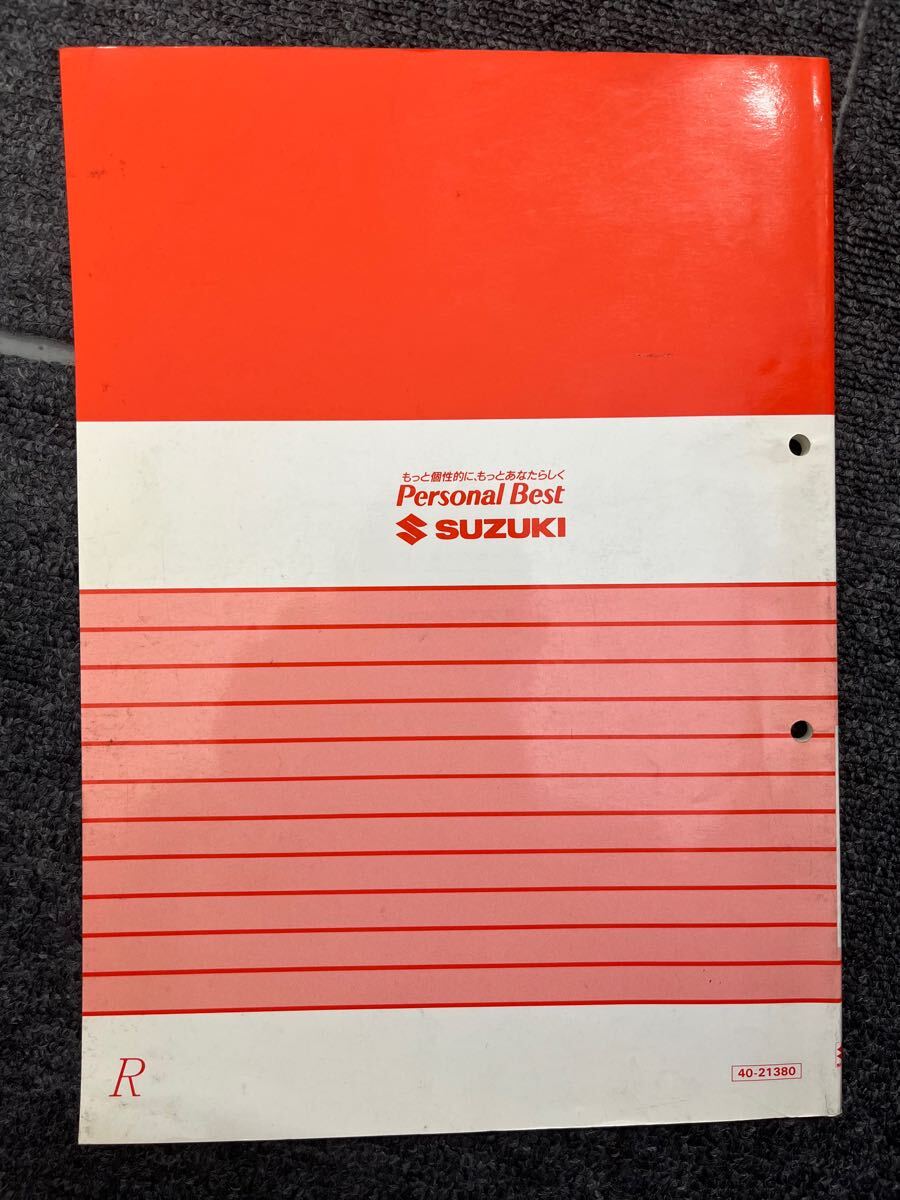 もっと個性的に、もっとあなたらしく
Personal Best
SUZUKI
R
40-21380